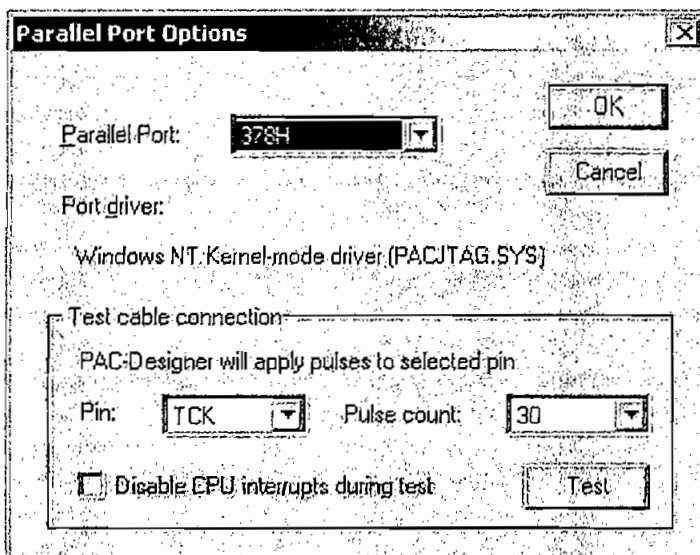 Parallel Port Options
OK
Parallel Port: 378H
Cancel
Port driver:
Windows NT Kernel-mode driver (PACJTAG.SYS)
Test cable connection
PAC-Designer will apply pulses to selected pin
Pin: TCK Pulse count: 30
Disable CPU interrupts during test Test